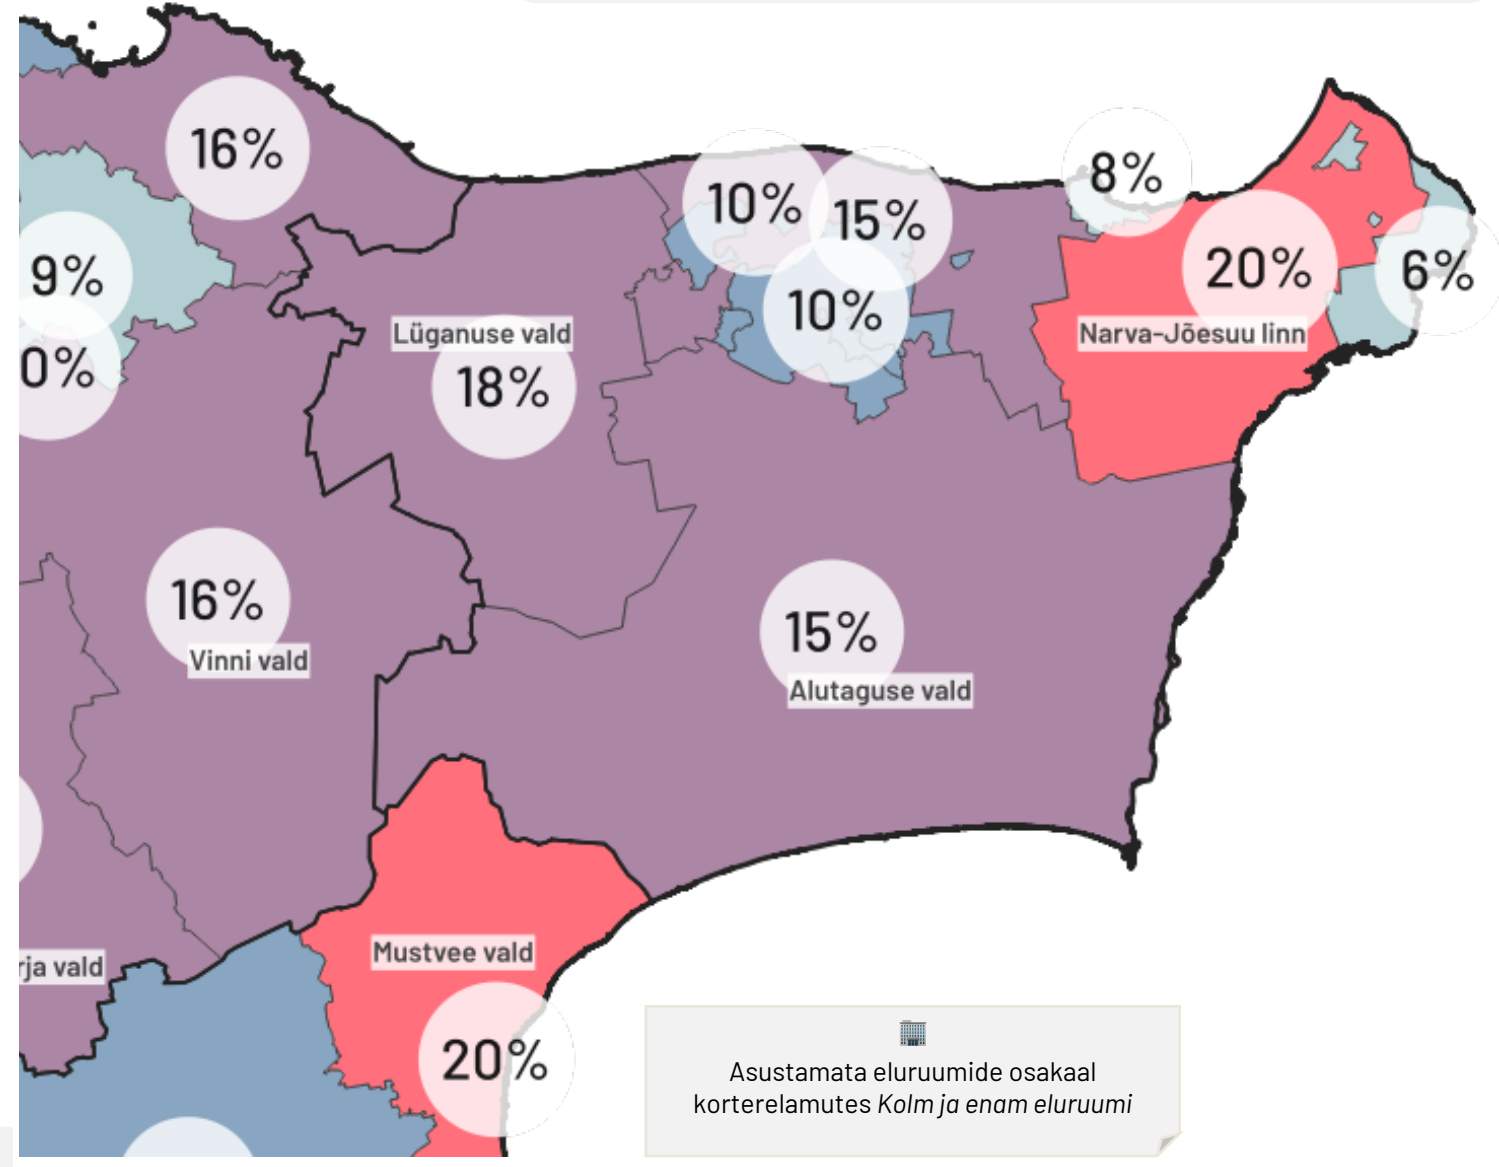 16%
10%
15%
8%
9%
20%
6%
10%
Lüganuse vald
18%
Narva-Jõesuu linn
0%
16%
Vinni vald
15%
Alutaguse vald
Mustvee vald
rja vald
20%
Asustamata eluruumide osakaal
korterelamutes Kolm ja enam eluruumi